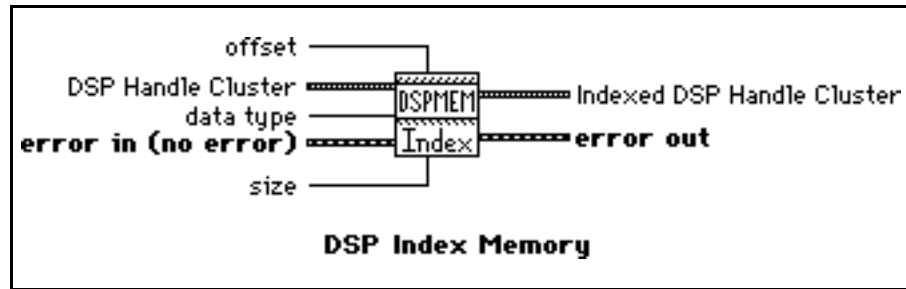 offset
DSP Handle Cluster
DSPMEM
Indexed DSP Handle Cluster
data type
error in (no error)
Index
error out
size
DSP Index Memory